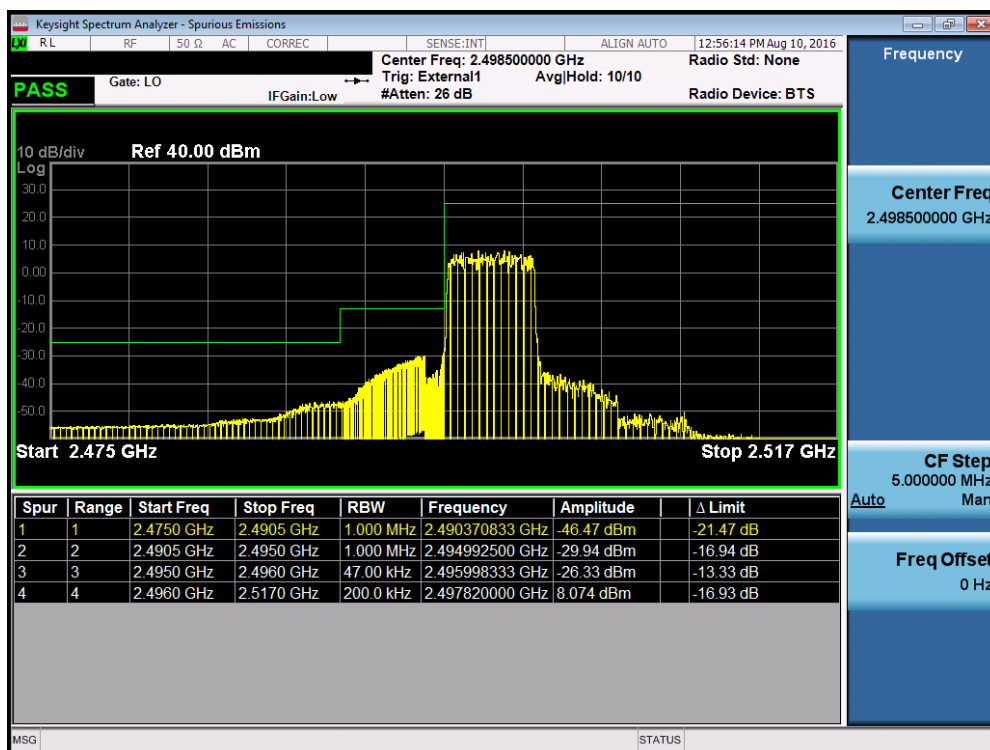 Keysight Spectrum Analyzer - Spurious Emissions
LXI RL RF 50 Ω AC CORREC SENSE:INT ALIGN AUTO 12:56:14 PM Aug 10, 2016
Center Freq: 2.498500000 GHz Radio Std: None
Gate: LO Trig: External1 Avg|Hold: 10/10
PASS IFGain:Low #Atten: 26 dB Radio Device: BTS
10 dB/div Ref 40.00 dBm
Log
30.0
20.0
10.0
0.00
-10.0
-20.0
-30.0
-40.0
-50.0
Start 2.475 GHz Stop 2.517 GHz
Spur Range Start Freq Stop Freq RBW Frequency Amplitude Δ Limit
1 1 2.4750 GHz 2.4905 GHz 1.000 MHz 2.490370833 GHz -46.47 dBm -21.47 dB
2 2 2.4905 GHz 2.4950 GHz 1.000 MHz 2.494992500 GHz -29.94 dBm -16.94 dB
3 3 2.4950 GHz 2.4960 GHz 47.00 kHz 2.495998333 GHz -26.33 dBm -13.33 dB
4 4 2.4960 GHz 2.5170 GHz 200.0 kHz 2.497820000 GHz 8.074 dBm -16.93 dB
MSG STATUS
Frequency
Center Freq
2.498500000 GHz
CF Step
5.000000 MHz
Auto Man
Freq Offset
0 Hz